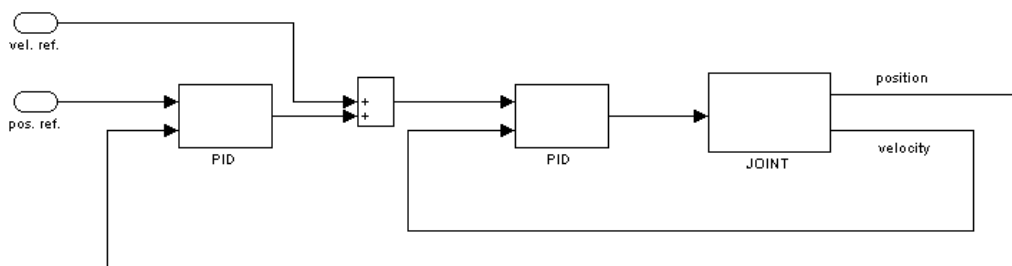 vel. ref.
pos. ref.
PID
+
+
PID
JOINT
position
velocity